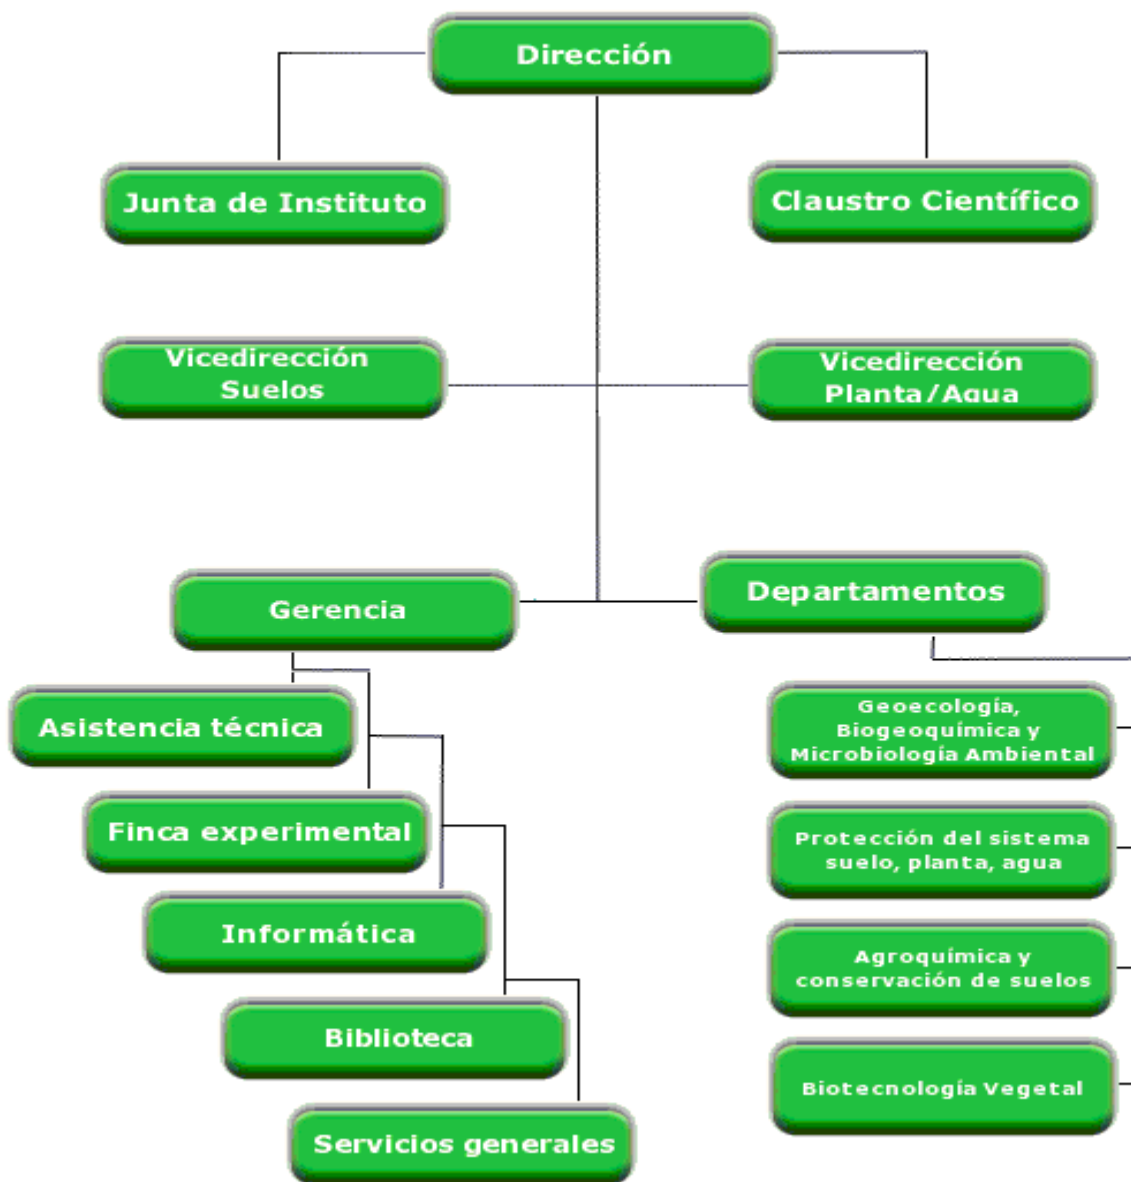 Dirección
Junta de Instituto
Claustro Científico
Vicedirección
Suelos
Vicedirección
Planta/Agua
Gerencia
Departamentos
Asistencia técnica
Finca experimental
Informática
Biblioteca
Servicios generales
Geoecología,
Biogeoquímica y
Microbiología Ambiental
Protección del sistema
suelo, planta, agua
Agroquímica y
conservación de suelos
Biotecnología Vegetal